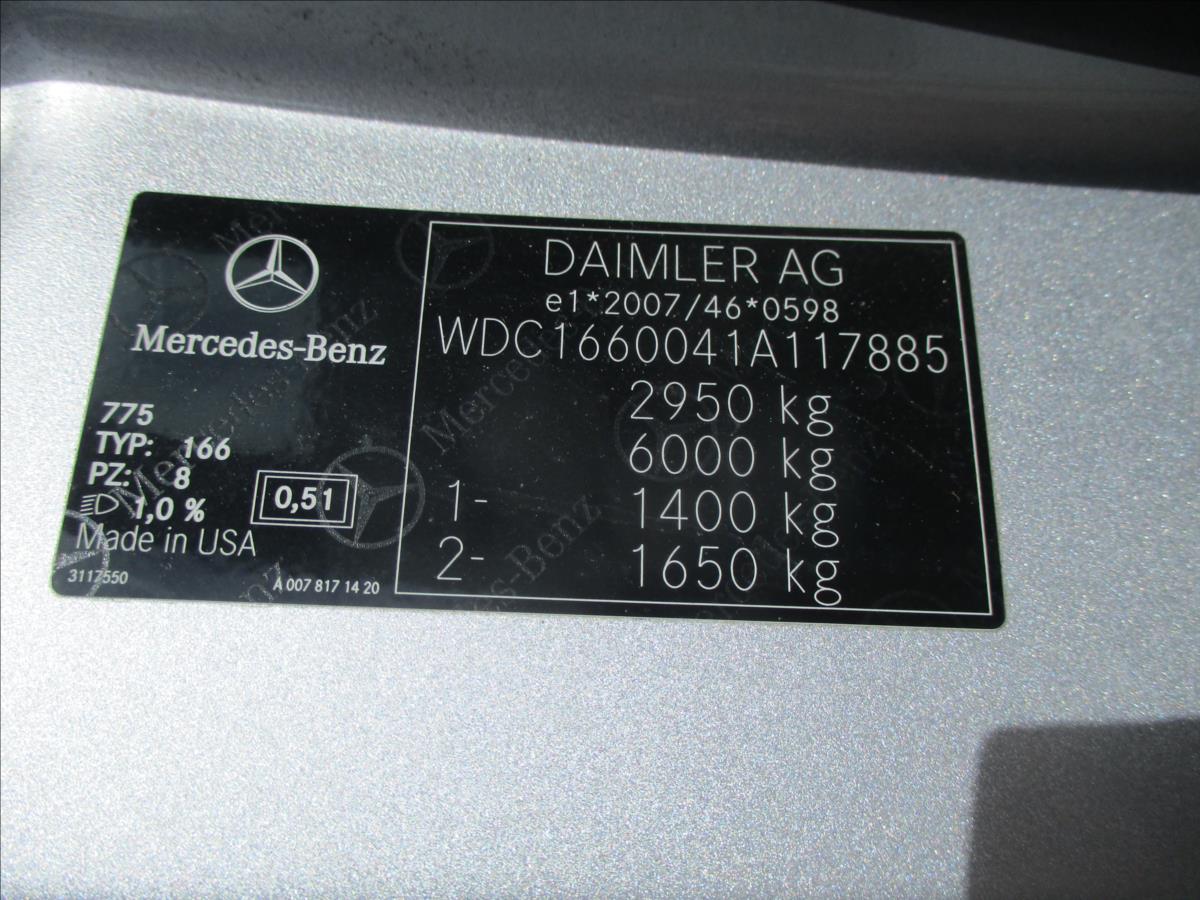 Mercedes-Benz
775
TYP: 166
PZ: 8
1,0 %
0,51
Made in USA
3117550
A 007 817 14 20
DAIMLER AG
e1*2007/46*0598
WDC1660041A117885
2950 kg
6000 kg
1- 1400 kg
2- 1650 kg